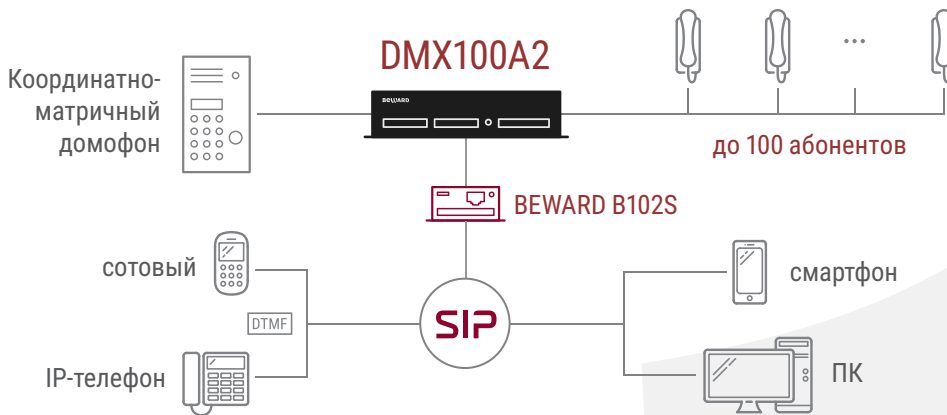 DMX100A2
Координатно-
матричный
домофон
BEWARD
...
до 100 абонентов
BEWARD B102S
сотовый
DTMF
SIP
смартфон
IP-телефон
ПК